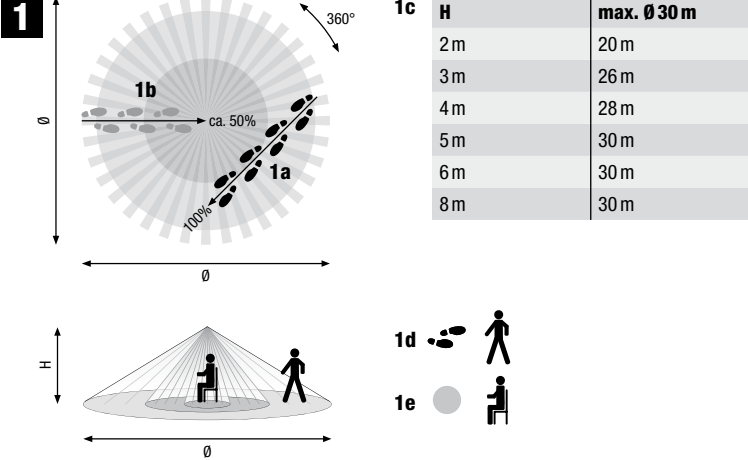 1
360°
1b
ca. 50%
1a
100%
Ø
Ø
1c
H max. Ø 30 m
2 m 20 m
3 m 26 m
4 m 28 m
5 m 30 m
6 m 30 m
8 m 30 m
H
Ø
1d
1e